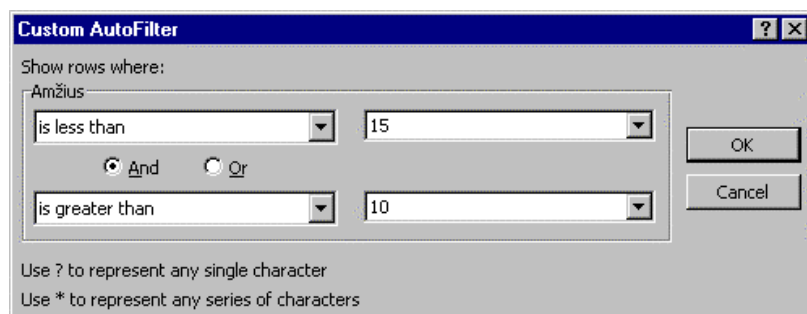 Custom AutoFilter
Show rows where:
Amžius
is less than 15
And Or
OK
is greater than 10
Cancel
Use ? to represent any single character
Use * to represent any series of characters